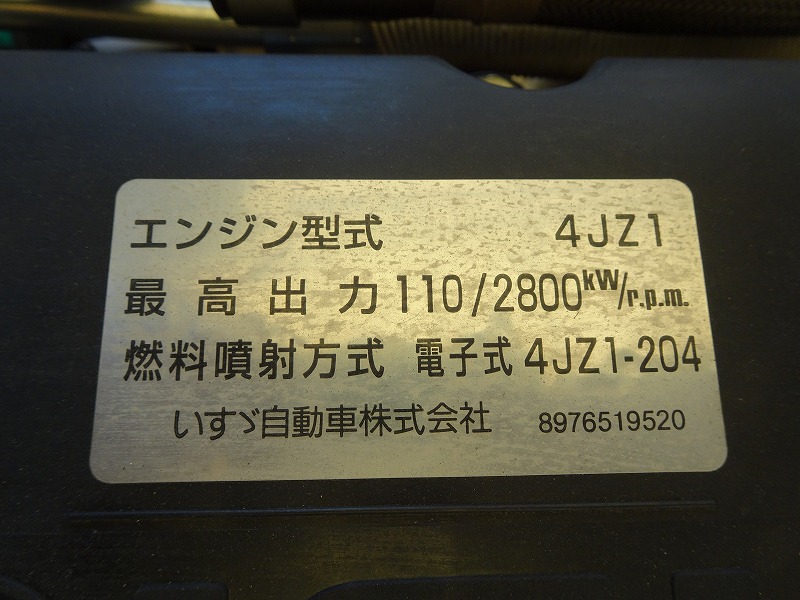 エンジン型式 4JZ1
最高出力 110/2800kW/r.p.m.
燃料噴射方式 電子式 4JZ1-204
いすゞ自動車株式会社 8976519520